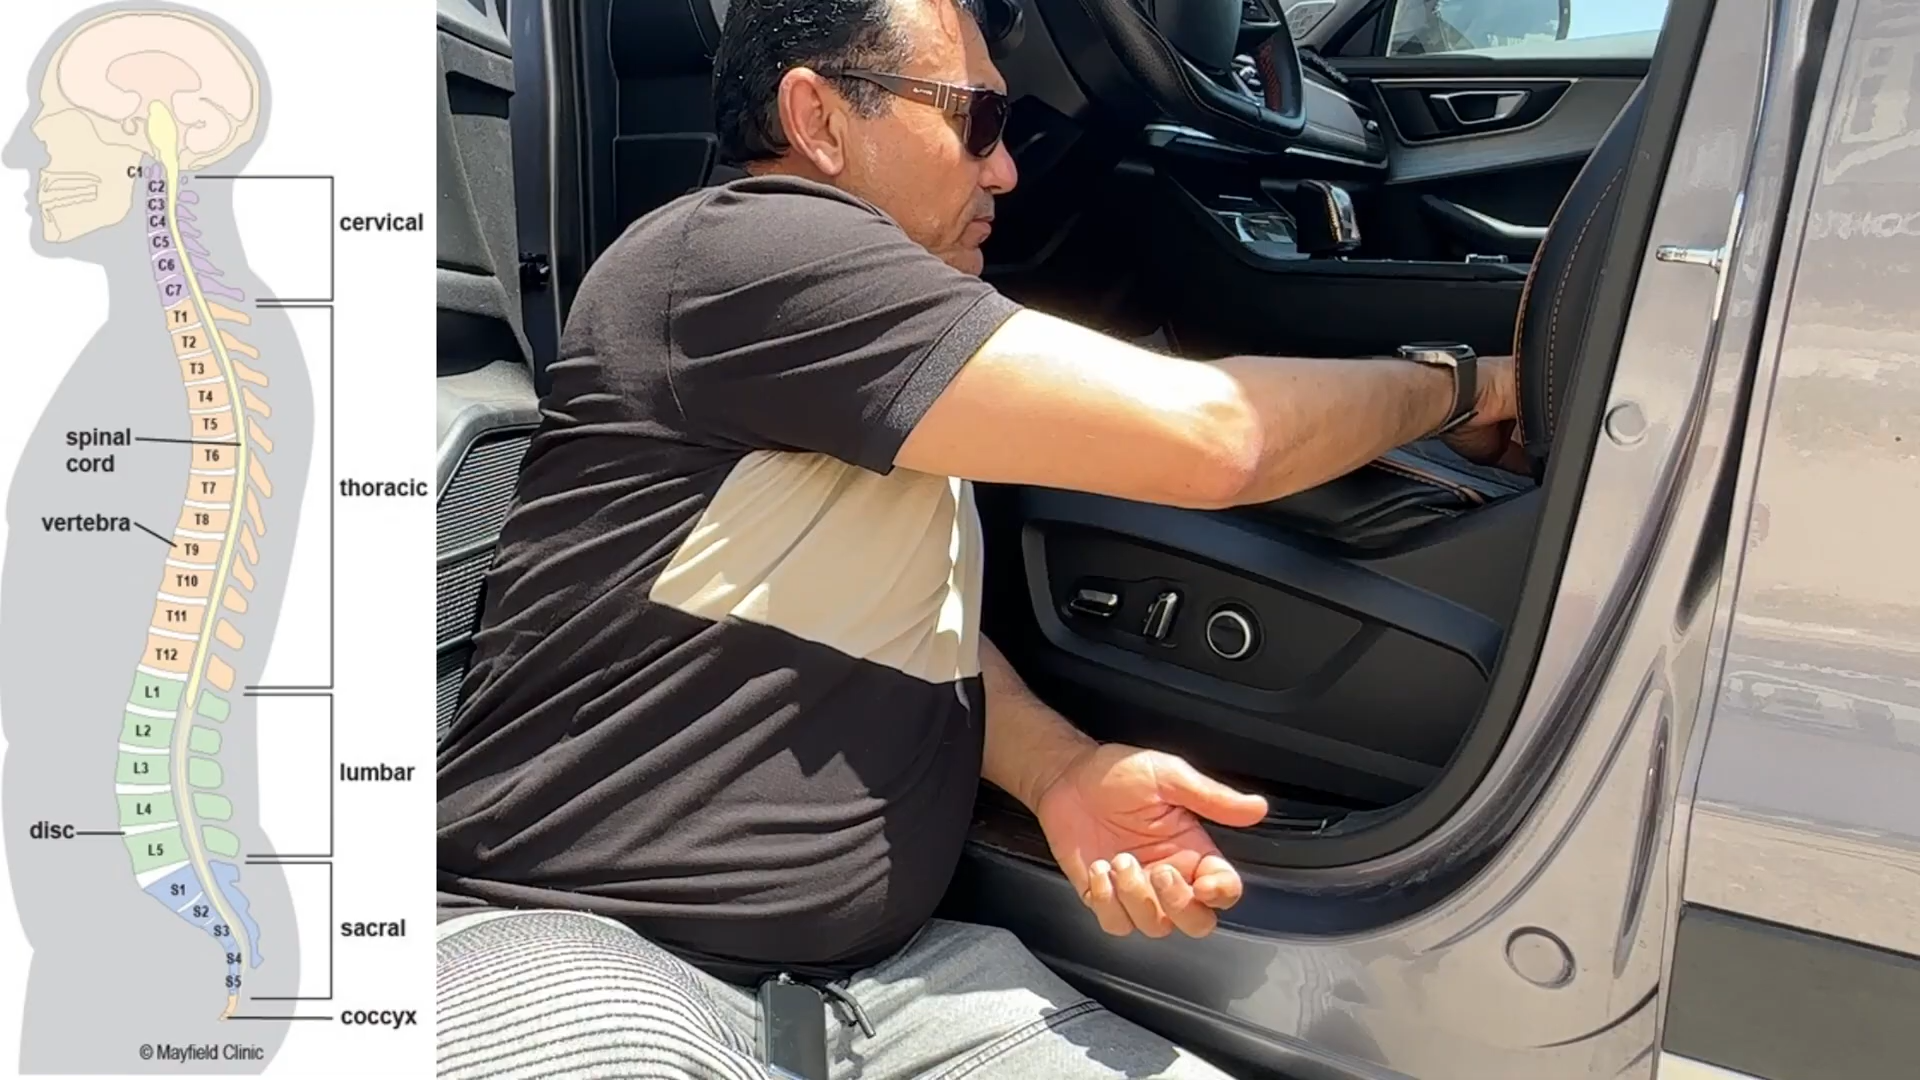 C1
C2
C3
C4
C5
C6
C7
cervical
T1
T2
T3
T4
T5
T6
T7
T8
T9
T10
T11
T12
spinal
cord
vertebra
thoracic
L1
L2
L3
L4
L5
disc
lumbar
S1
S2
S3
S4
S5
sacral
coccyx
© Mayfield Clinic